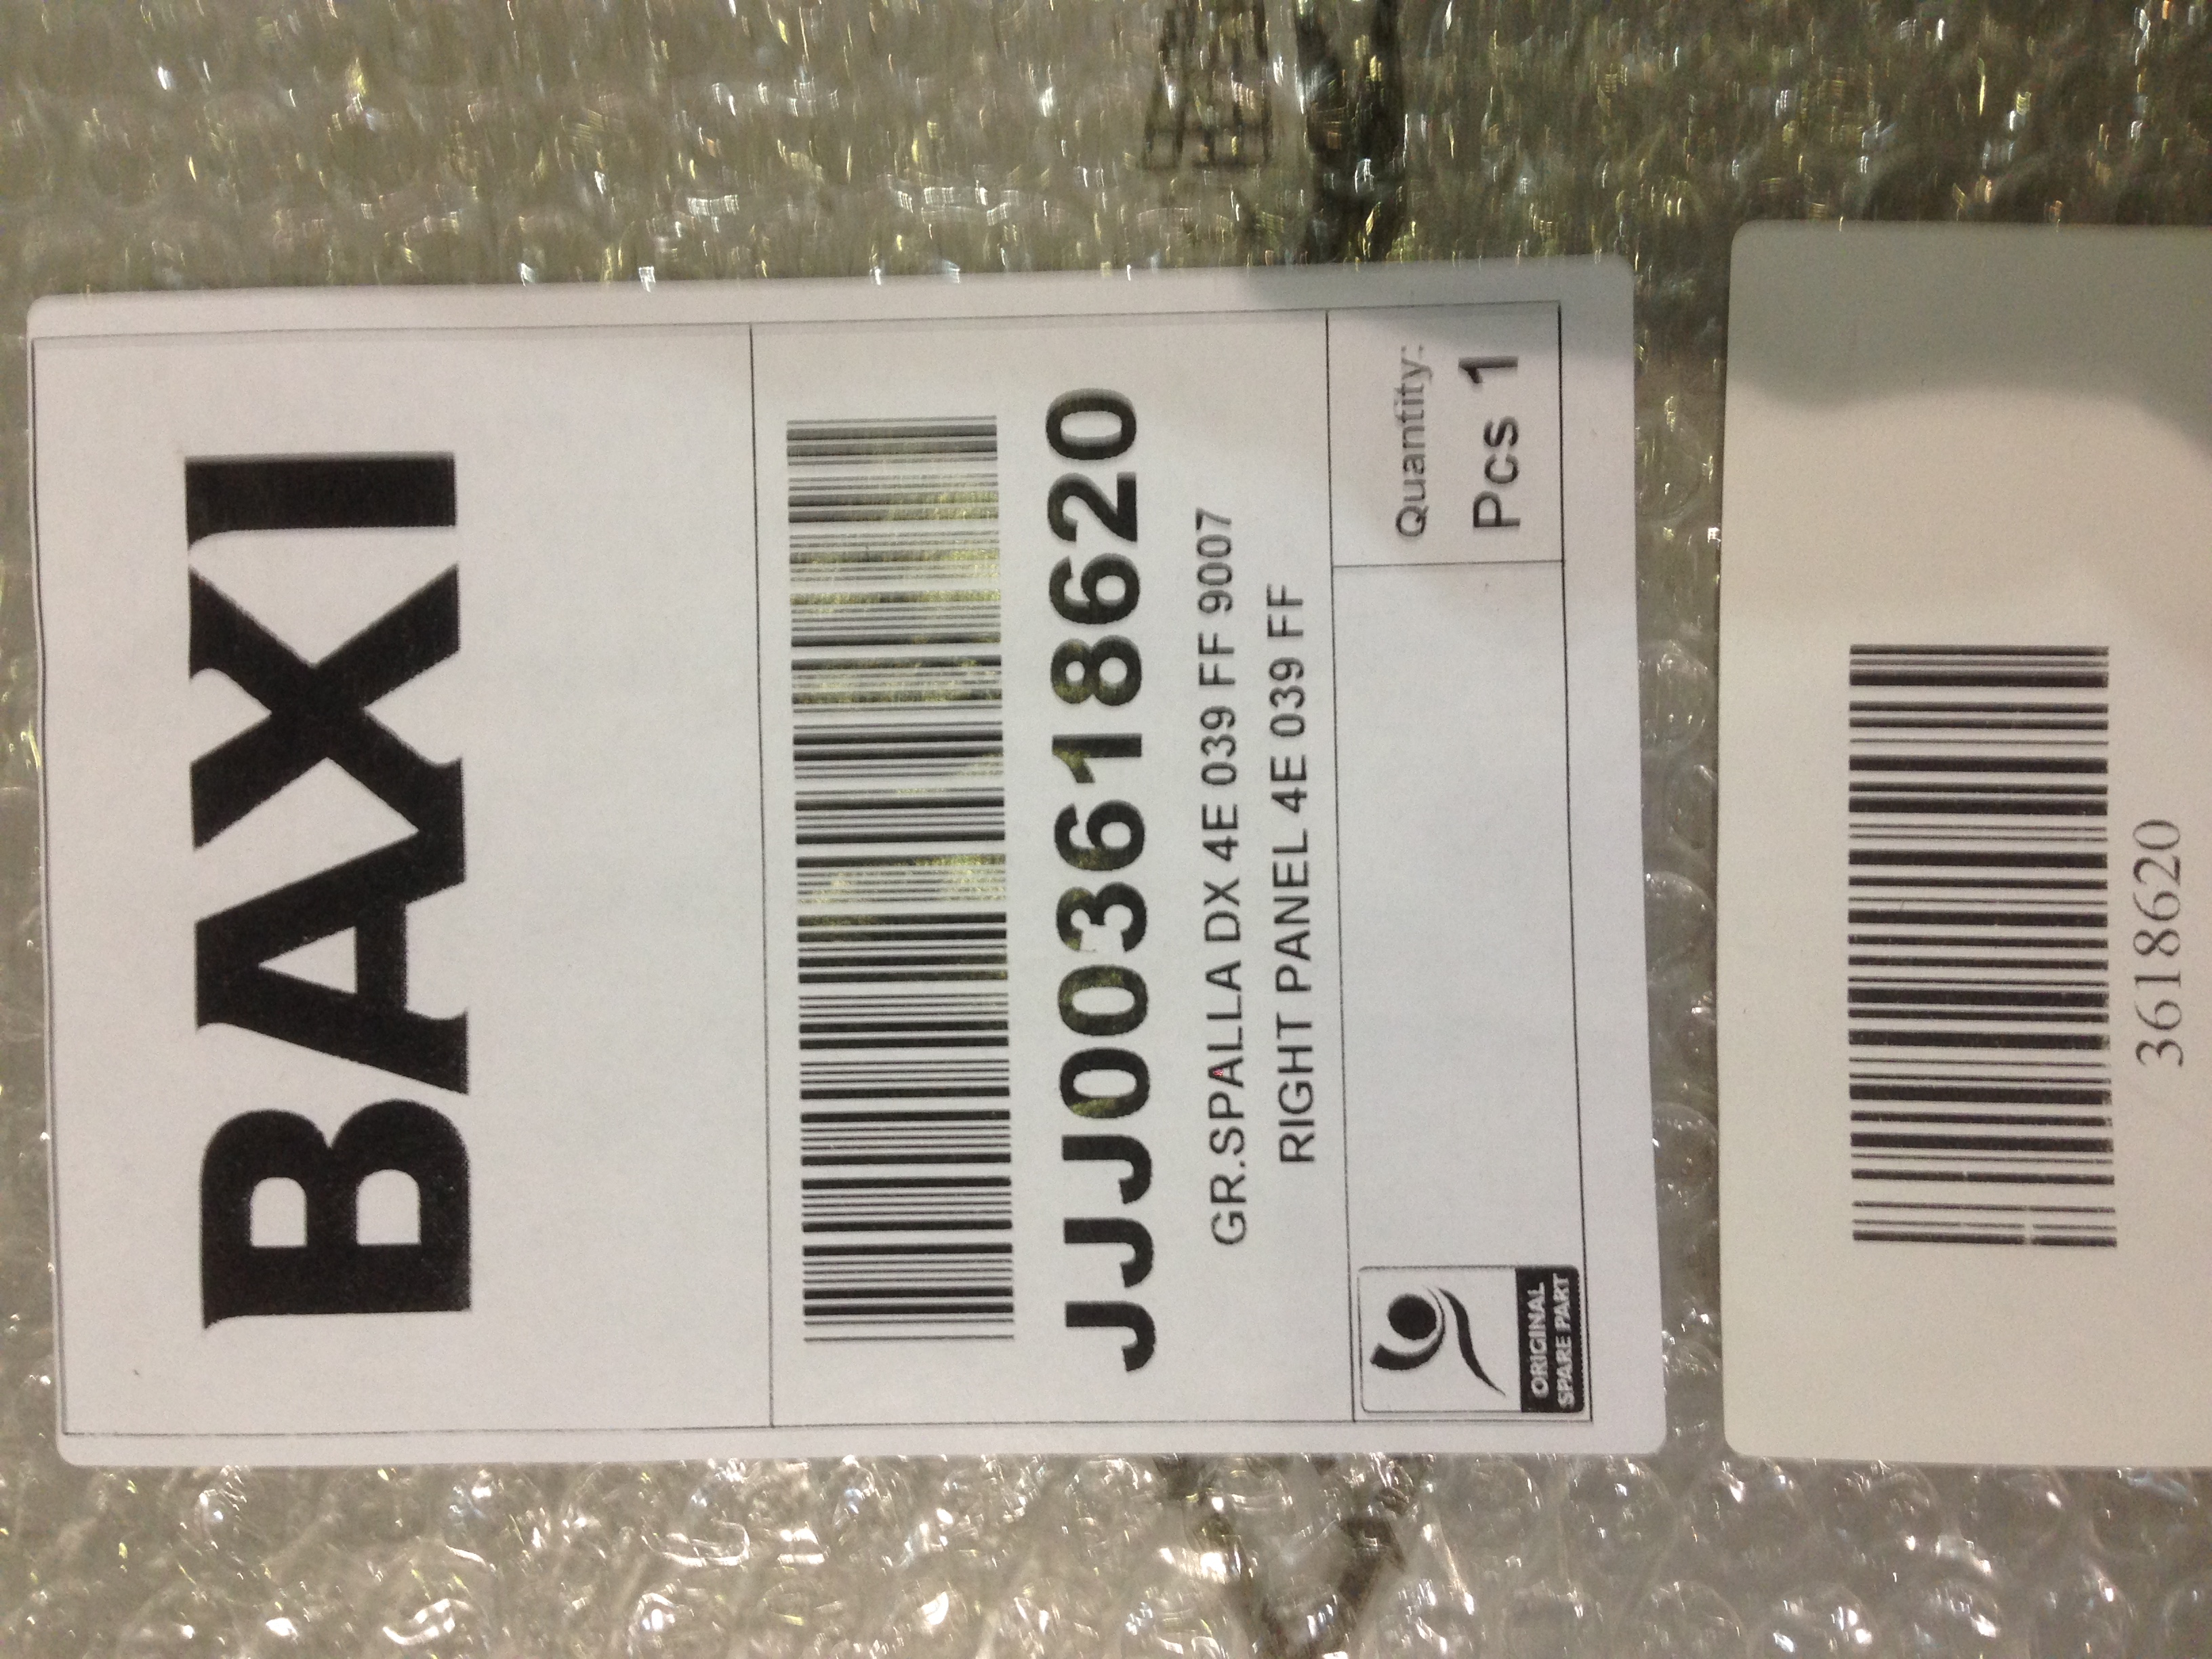 BAXI
JJJ003618620
GR.SPALLA DX 4E 039 FF 9007
RIGHT PANEL 4E 039 FF
ORIGINAL
SPARE PART
Quantity:
Pcs 1
3618620